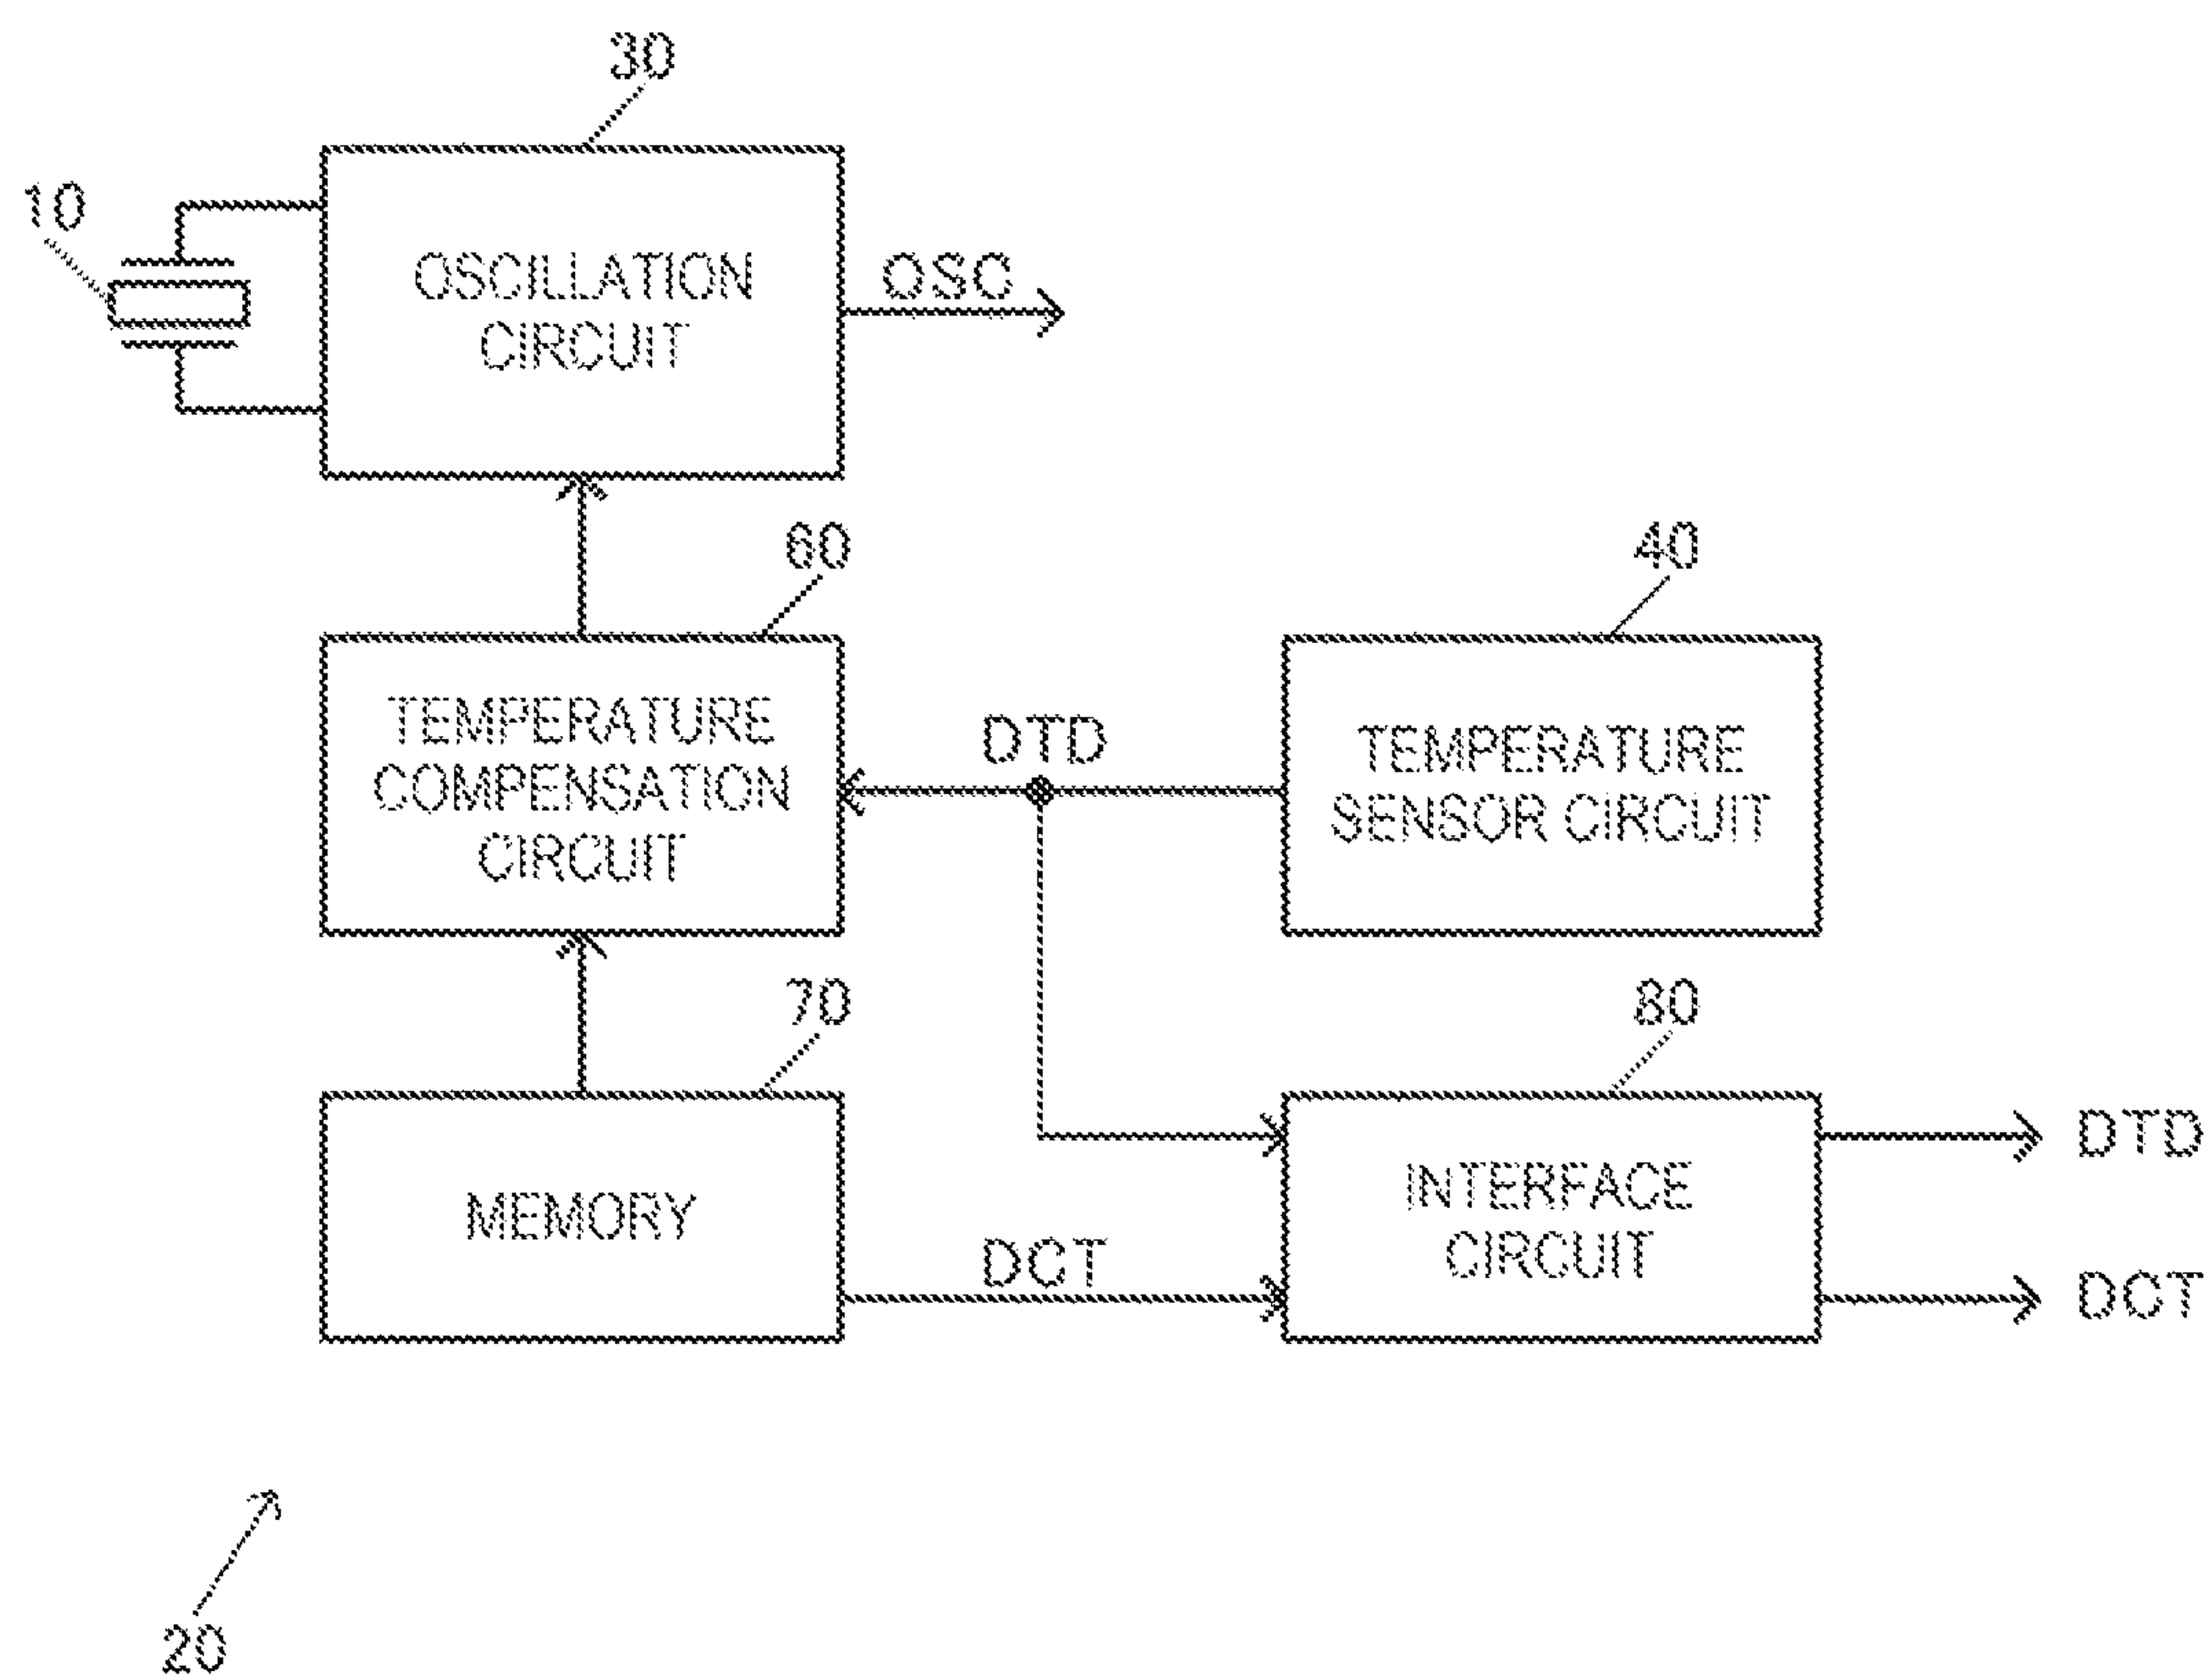 30
10
OSCILLATION
CIRCUIT
OSC
60
40
TEMPERATURE
COMPENSATION
CIRCUIT
DTD
TEMPERATURE
SENSOR CIRCUIT
70
80
MEMORY
DCT
INTERFACE
CIRCUIT
DTD
DCT
20